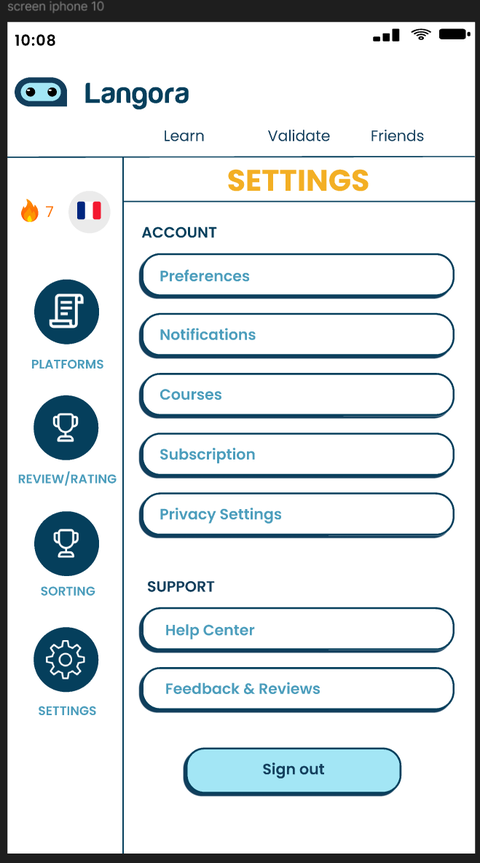 screen iphone 10
10:08
Langora
Learn Validate Friends
SETTINGS
7
ACCOUNT
Preferences
Notifications
PLATFORMS
Courses
Subscription
REVIEW/RATING
Privacy Settings
SORTING
SUPPORT
Help Center
Feedback & Reviews
SETTINGS
Sign out